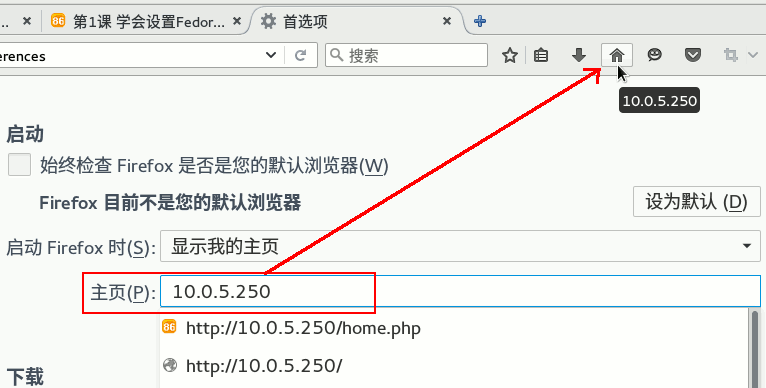 第1课 学会设置Fedor...
首选项
erences
搜索
10.0.5.250
启动
始终检查 Firefox 是否是您的默认浏览器(W)
Firefox 目前不是您的默认浏览器
设为默认 (D)
启动 Firefox 时(S):
显示我的主页
主页(P):
10.0.5.250
86 http://10.0.5.250/home.php
http://10.0.5.250/
下载